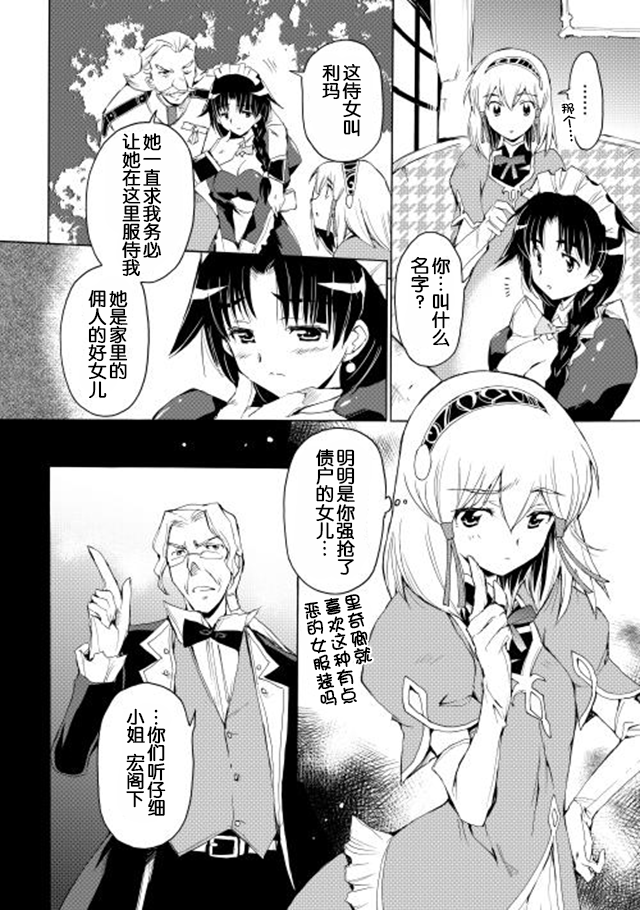 ……
那个…
你…叫什么
名字？
这侍女叫
利玛
她一直求我务必
让她在这里服侍我
她是家里的
佣人的好女儿
明明是你强抢了
债户的女儿…
里奇卿就
喜欢这种有点
恶的女服装吗
…你们听仔细
小姐 宏阁下